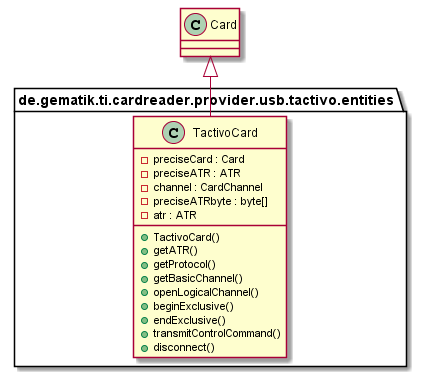 C Card
de.gematik.ti.cardreader.provider.usb.tactivo.entities
C TactivoCard
preciseCard : Card
preciseATR : ATR
channel : CardChannel
preciseATRbyte : byte[]
atr : ATR
TactivoCard()
getATR()
getProtocol()
getBasicChannel()
openLogicalChannel()
beginExclusive()
endExclusive()
transmitControlCommand()
disconnect()